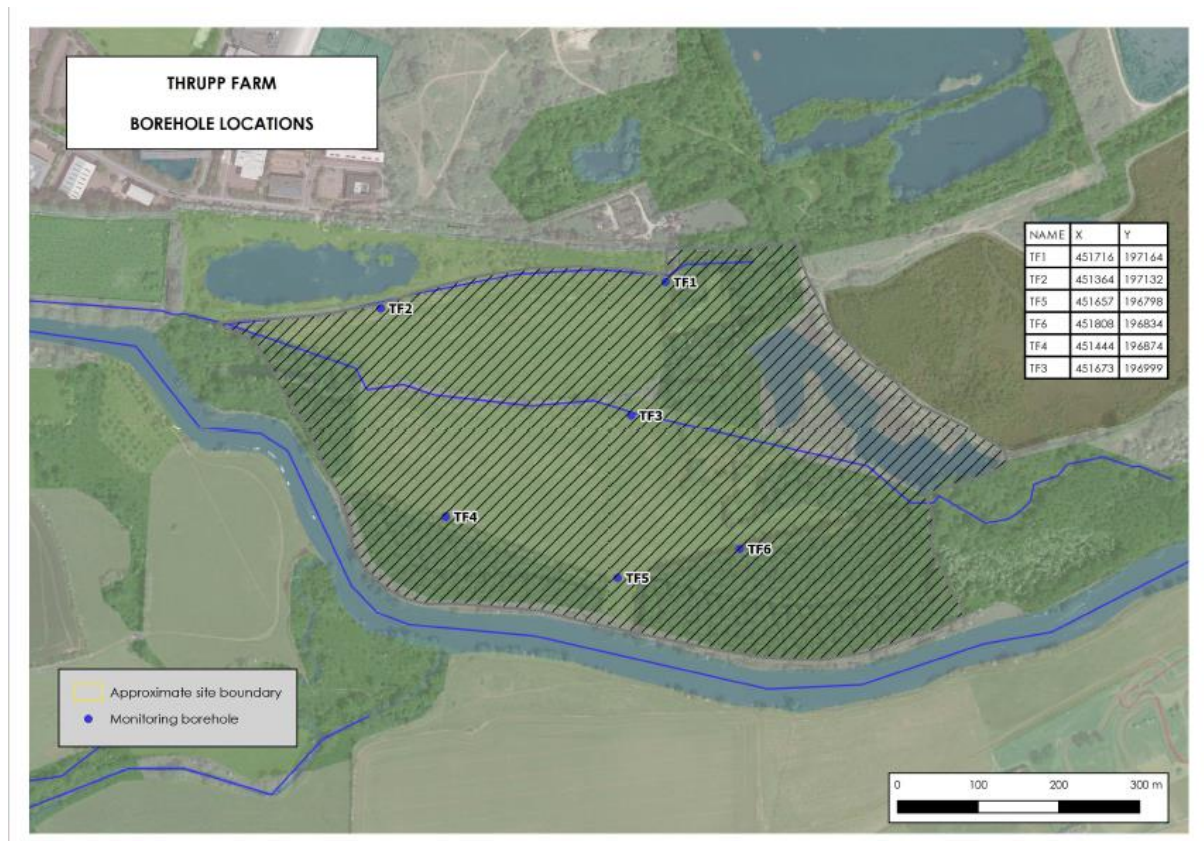 THRUPP FARM
BOREHOLE LOCATIONS
NAME X Y
TF1 451716 197164
TF2 451364 197132
TF5 451657 196798
TF6 451808 196834
TF4 451444 196874
TF3 451673 196999
TF1
TF2
TF3
TF4
TF6
TF5
Approximate site boundary
Monitoring borehole
0 100 200 300 m